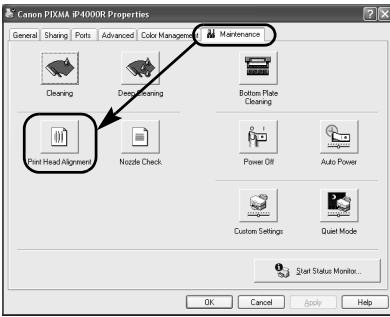 Canon PIXMA iP4000R Properties
General Sharing Ports Advanced Color Management Maintenance
Cleaning
Deep Cleaning
Bottom Plate
Cleaning
Print Head Alignment
Nozzle Check
Power Off
Auto Power
Custom Settings
Quiet Mode
Start Status Monitor...
OK Cancel Apply Help